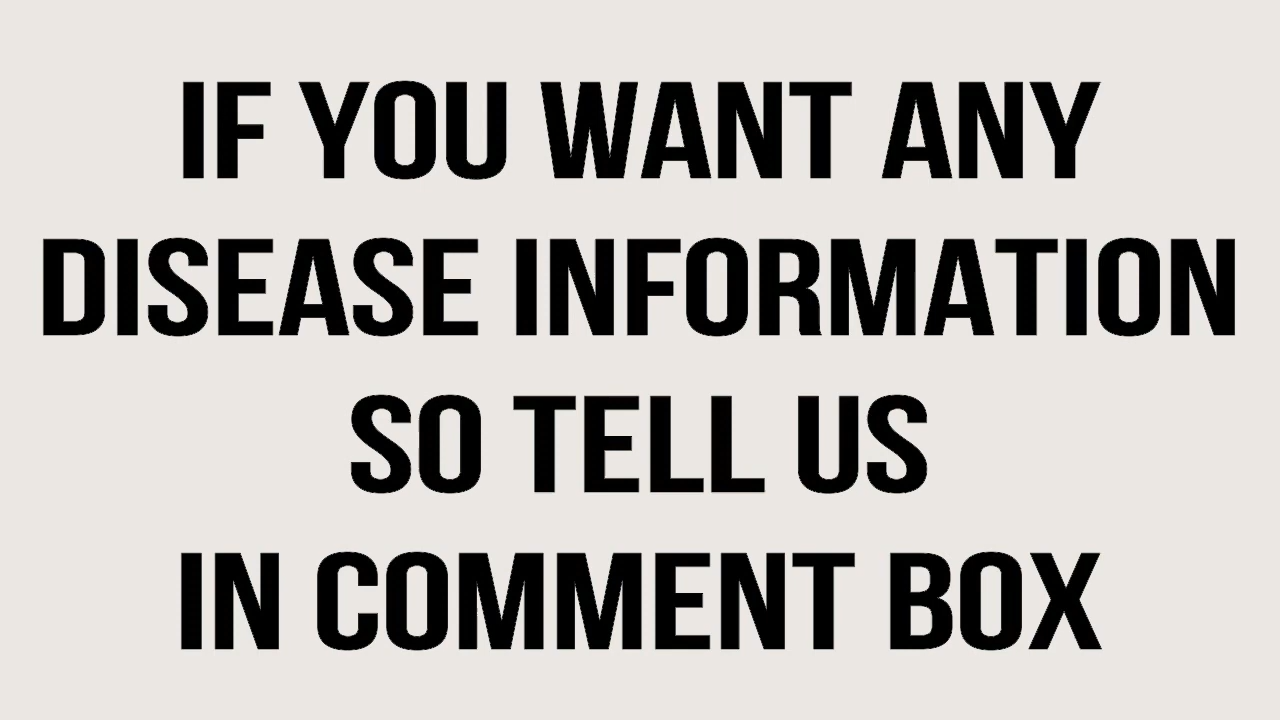 IF YOU WANT ANY
DISEASE INFORMATION
SO TELL US
IN COMMENT BOX